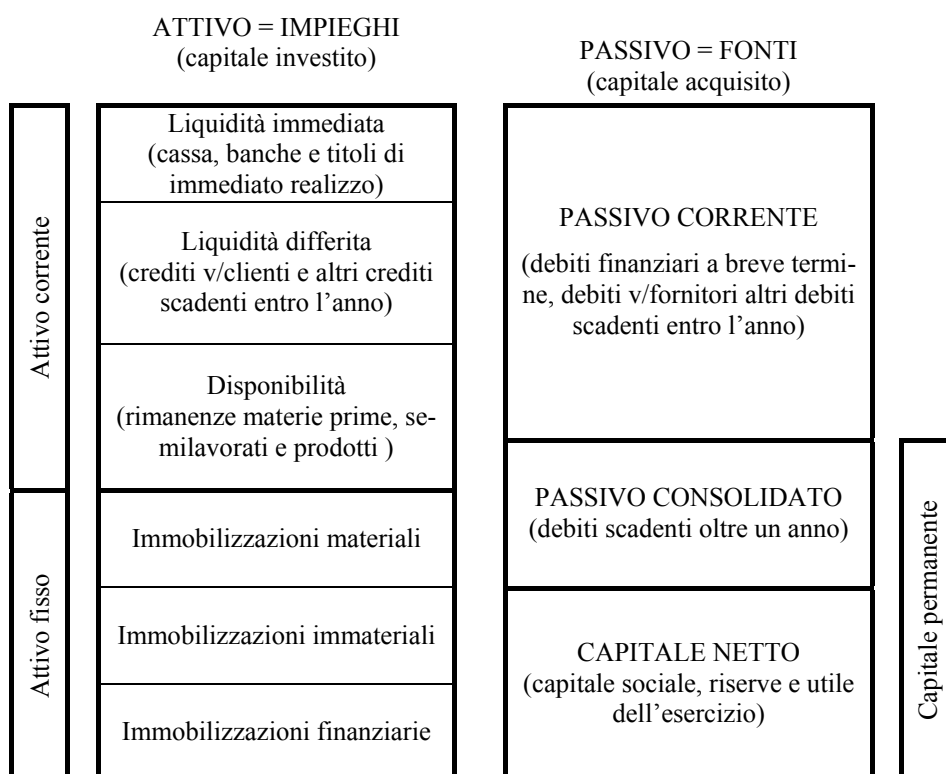 ATTIVO = IMPIEGHI
(capitale investito)
PASSIVO = FONTI
(capitale acquisito)
Attivo corrente
Liquidità immediata
(cassa, banche e titoli di
immediato realizzo)
Liquidità differita
(crediti v/clienti e altri crediti
scadenti entro l’anno)
Disponibilità
(rimanenze materie prime, se-
milavorati e prodotti )
Attivo fisso
Immobilizzazioni materiali
Immobilizzazioni immateriali
Immobilizzazioni finanziarie
PASSIVO CORRENTE
(debiti finanziari a breve termi-
ne, debiti v/fornitori altri debiti
scadenti entro l’anno)
PASSIVO CONSOLIDATO
(debiti scadenti oltre un anno)
CAPITALE NETTO
(capitale sociale, riserve e utile
dell’esercizio)
Capitale permanente